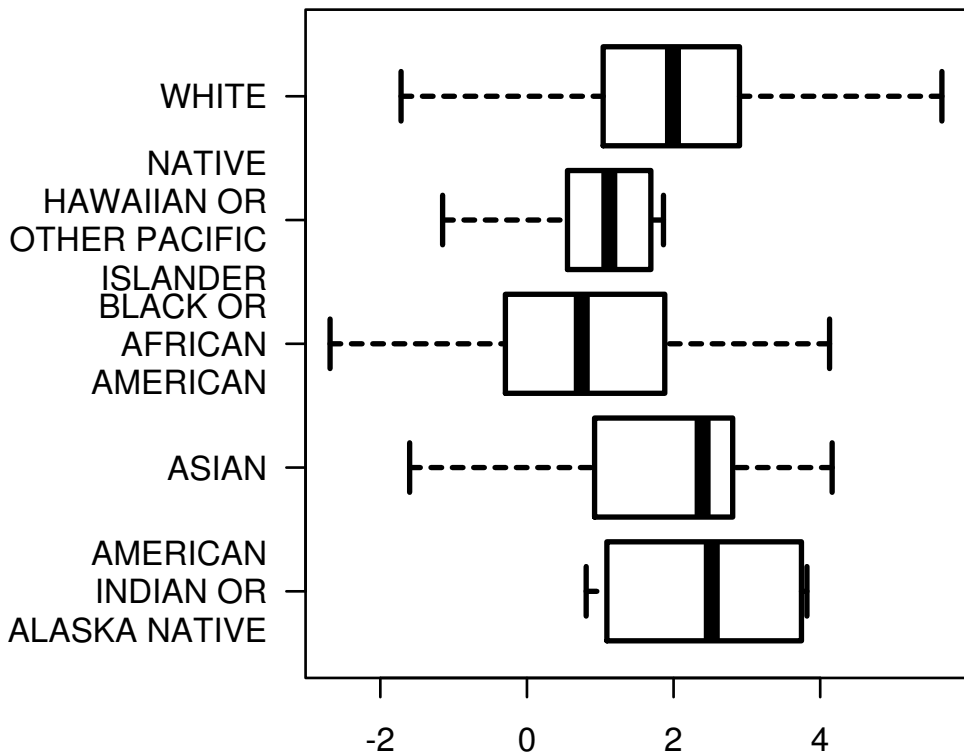 WHITE
NATIVE
HAWAIIAN OR
OTHER PACIFIC
ISLANDER
BLACK OR
AFRICAN
AMERICAN
ASIAN
AMERICAN
INDIAN OR
ALASKA NATIVE
-2 0 2 4